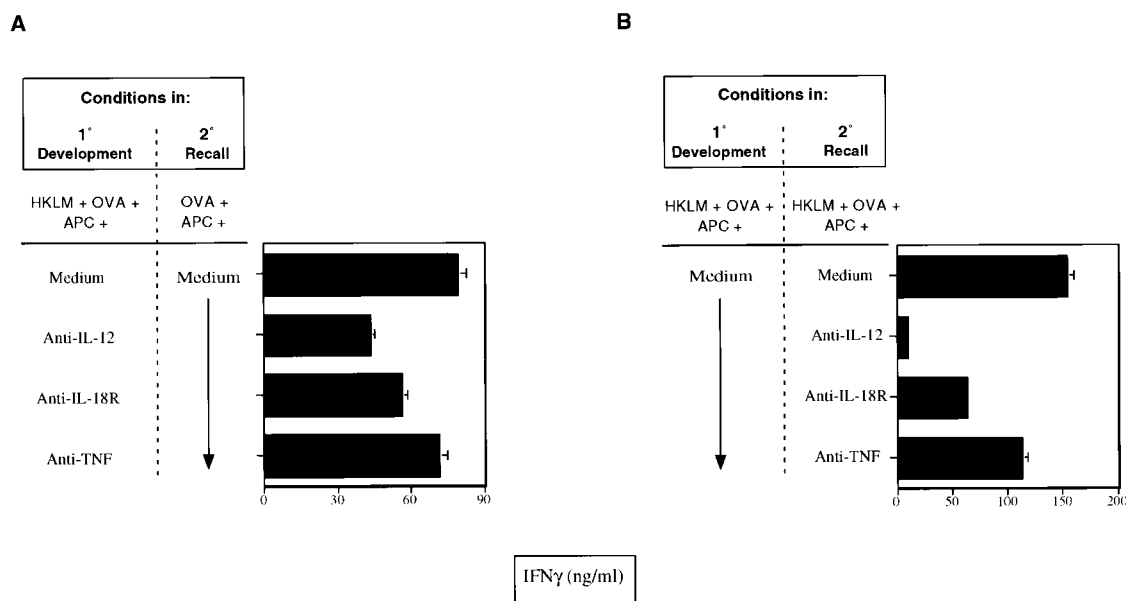 A
Conditions in:
1° 2°
Development Recall
HKLM + OVA + OVA +
APC + APC +
Medium Medium
Anti-IL-12
Anti-IL-18R
Anti-TNF
0 30 60 90
B
Conditions in:
1° 2°
Development Recall
HKLM + OVA + HKLM + OVA +
APC + APC +
Medium Medium
Anti-IL-12
Anti-IL-18R
Anti-TNF
0 50 100 150 200
IFNγ (ng/ml)